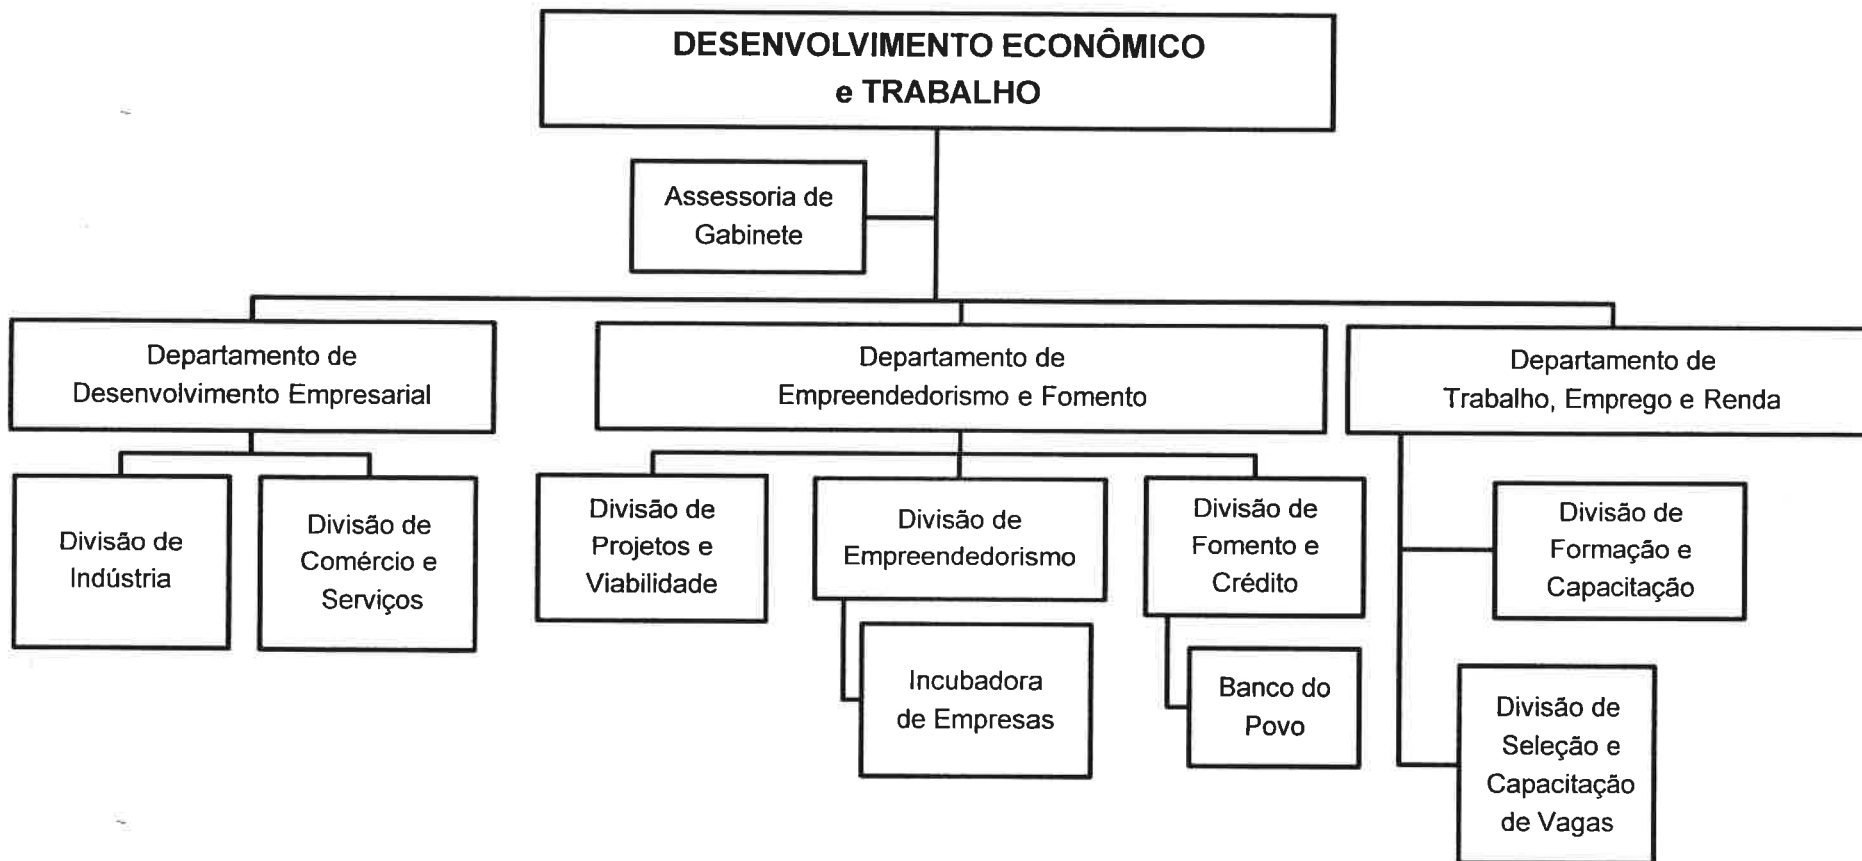 DESENVOLVIMENTO ECONÔMICO
e TRABALHO
Assessoria de
Gabinete
Departamento de
Desenvolvimento Empresarial
Departamento de
Empreendedorismo e Fomento
Departamento de
Trabalho, Emprego e Renda
Divisão de
Indústria
Divisão de
Comércio e
Serviços
Divisão de
Projetos e
Viabilidade
Divisão de
Empreendedorismo
Divisão de
Fomento e
Crédito
Divisão de
Formação e
Capacitação
Incubadora
de Empresas
Banco do
Povo
Divisão de
Seleção e
Capacitação
de Vagas